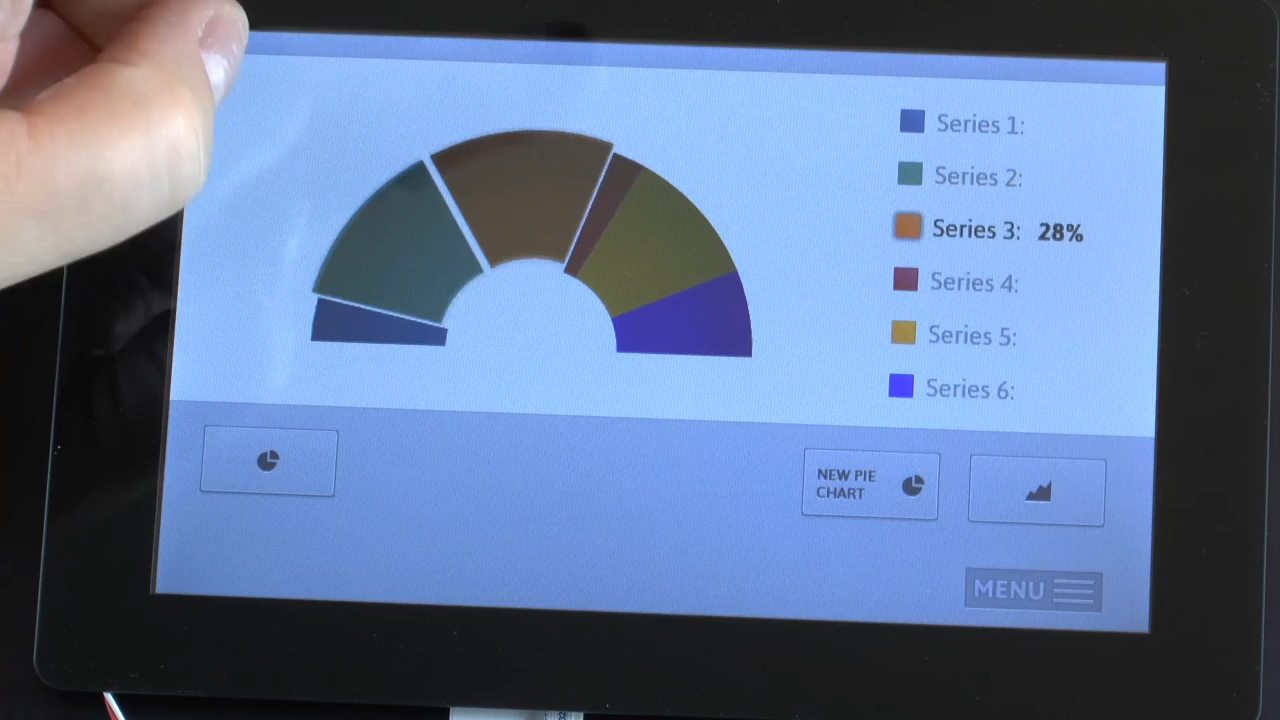 Series 1:
Series 2:
Series 3: 28%
Series 4:
Series 5:
Series 6:
NEW PIE
CHART
MENU